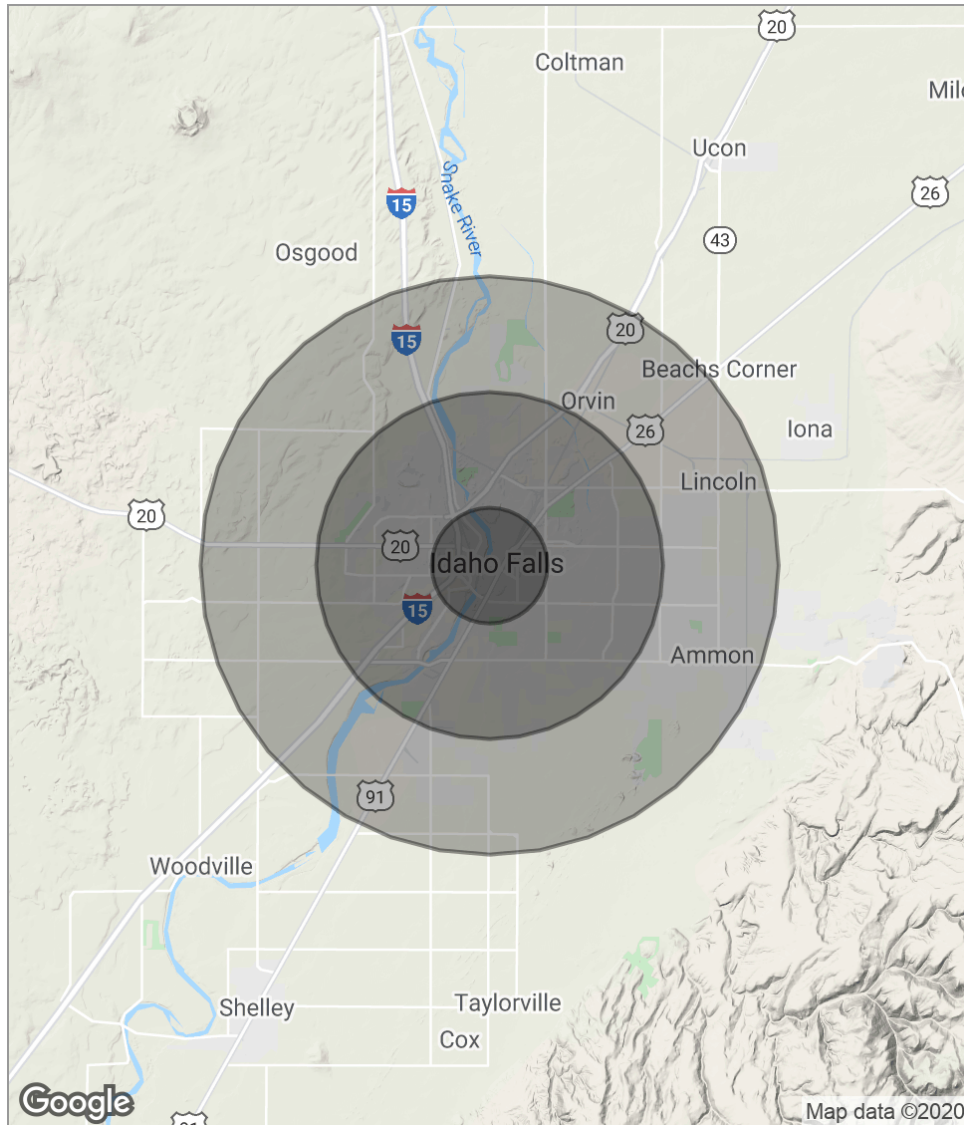 20
Coltman
Mil
Ucon
26
15
Snake River
43
Osgood
15
20
Beachs Corner
Orvin
26
Iona
Lincoln
20
20
Idaho Falls
15
Ammon
91
Woodville
Shelley
Taylorville
Cox
Google
Map data ©2020